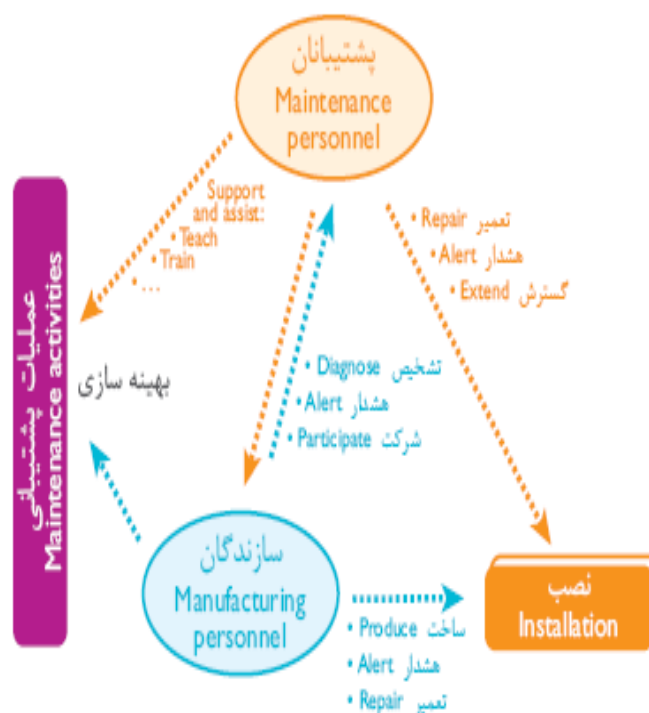 پشتیبانان
Maintenance
personnel
Support
and assist:
• Teach
• Train
• ...
• Repair تعمیر
• Alert هشدار
• Extend گسترش
عملیات پشتیبانی
Maintenance activities
بهینه سازی
• Diagnose تشخیص
• Alert هشدار
• Participate شرکت
سازندگان
Manufacturing
personnel
• Produce ساخت
• Alert هشدار
• Repair تعمیر
نصب
Installation